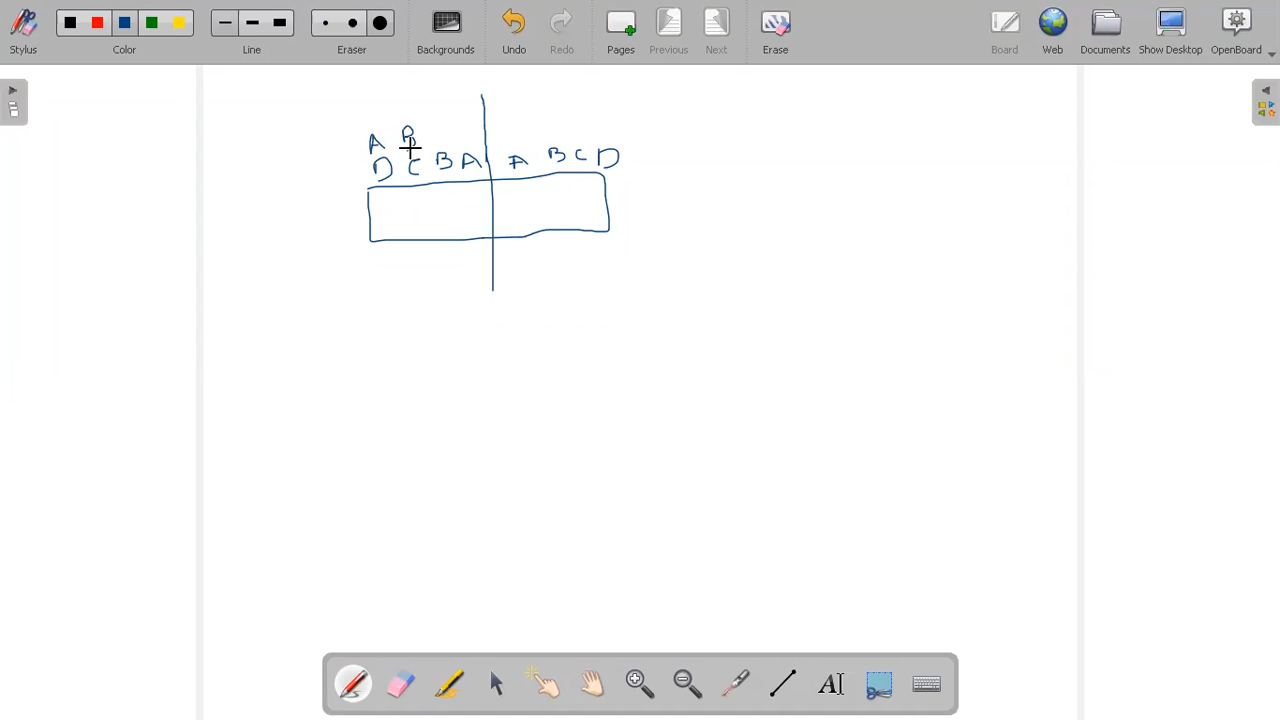 Stylus Color Line Eraser Backgrounds Undo Redo Pages Previous Next Erase Board Web Documents Show Desktop OpenBoard
A B
D C B A A B C D